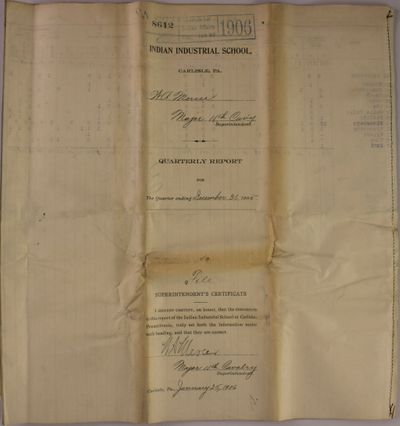 8612
1906
INDIAN INDUSTRIAL SCHOOL,
CARLISLE, PA.
W.A. Mercer
Major 11th Cavry
Superintendent
QUARTERLY REPORT
FOR
The Quarter ending December 31, 1905
File
SUPERINTENDENT'S CERTIFICATE
I HEREBY CERTIFY, on honor, that the statements
in this report of the Indian Industrial School at Carlisle,
Pennsylvania, truly set forth the information under
each heading, and that they are correct.
W.A. Mercer
Major 11th Cavalry
Superintending
Carlisle, Pa., January 25, 1906